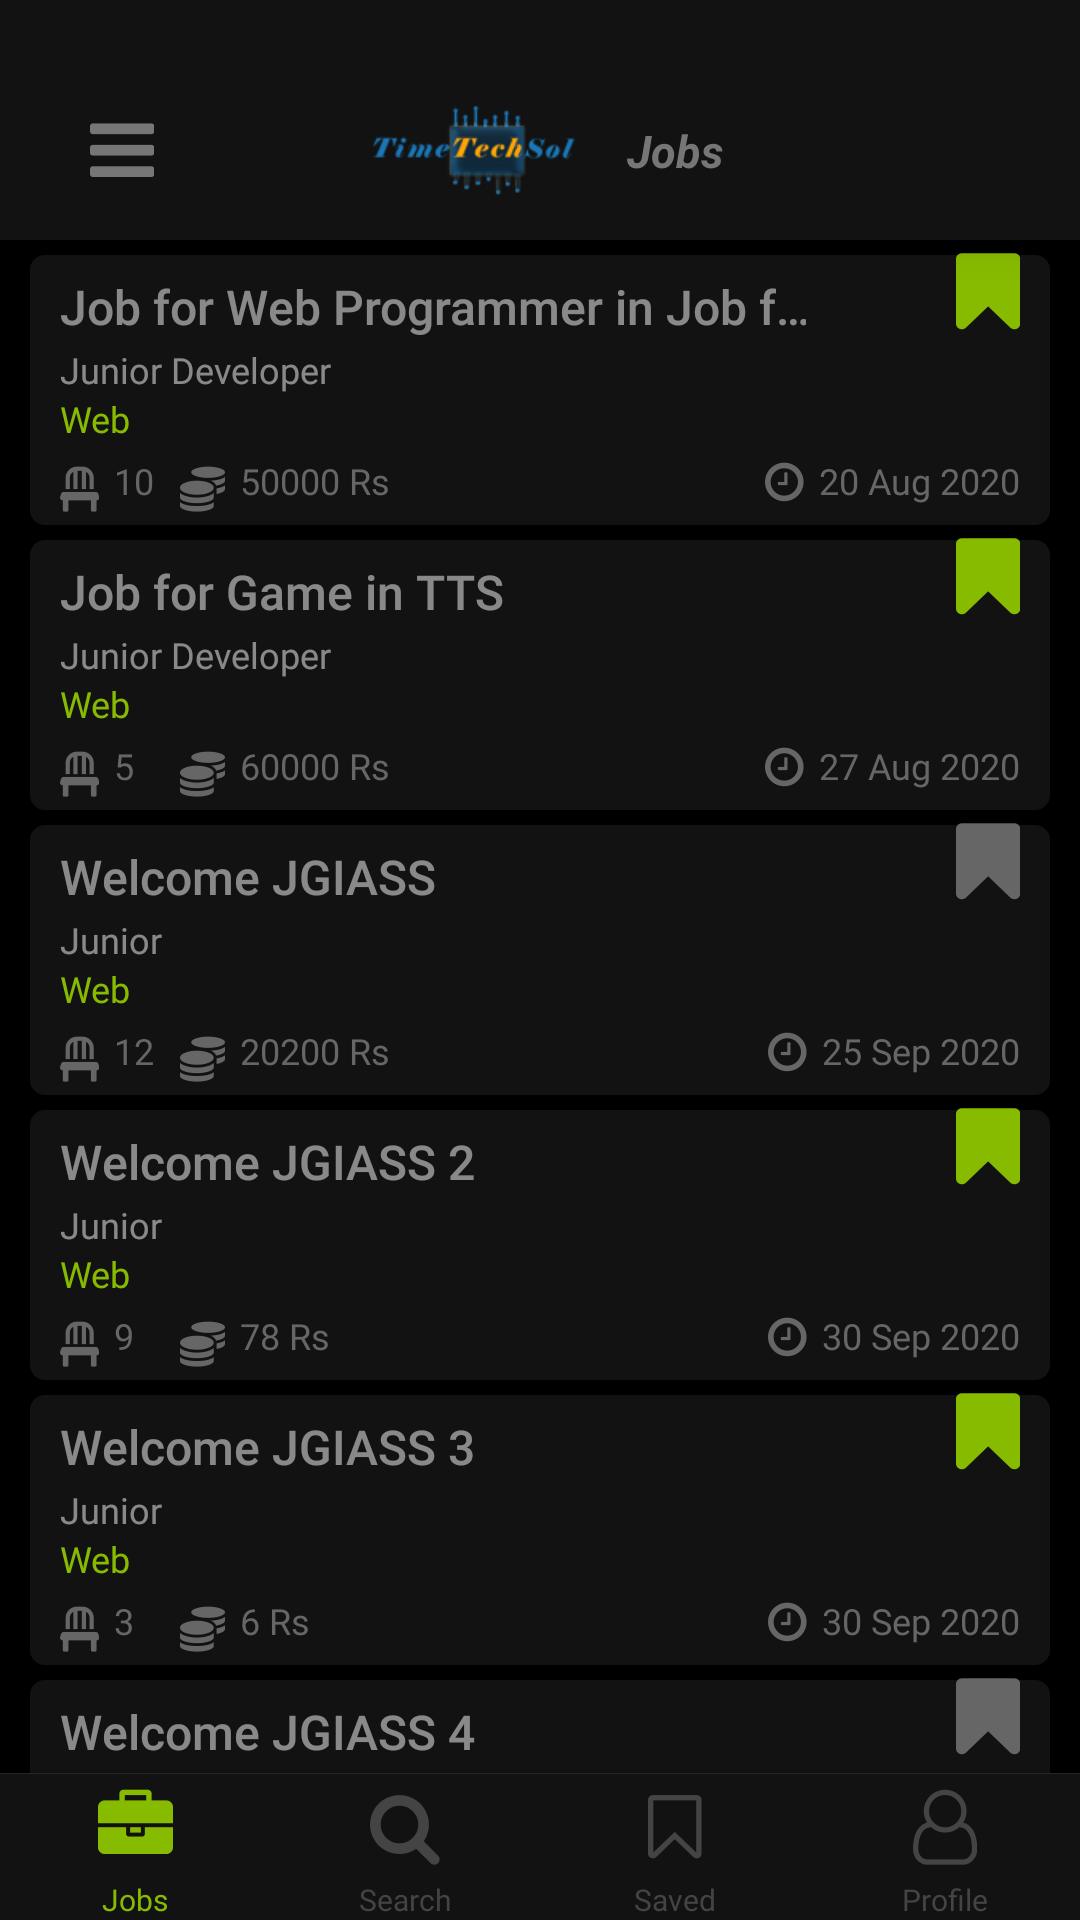 TimeTechSol Jobs
Job for Web Programmer in Job f...
Junior Developer
Web
10 50000 Rs 20 Aug 2020
Job for Game in TTS
Junior Developer
Web
5 60000 Rs 27 Aug 2020
Welcome JGIASS
Junior
Web
12 20200 Rs 25 Sep 2020
Welcome JGIASS 2
Junior
Web
9 78 Rs 30 Sep 2020
Welcome JGIASS 3
Junior
Web
3 6 Rs 30 Sep 2020
Welcome JGIASS 4
Jobs Search Saved Profile